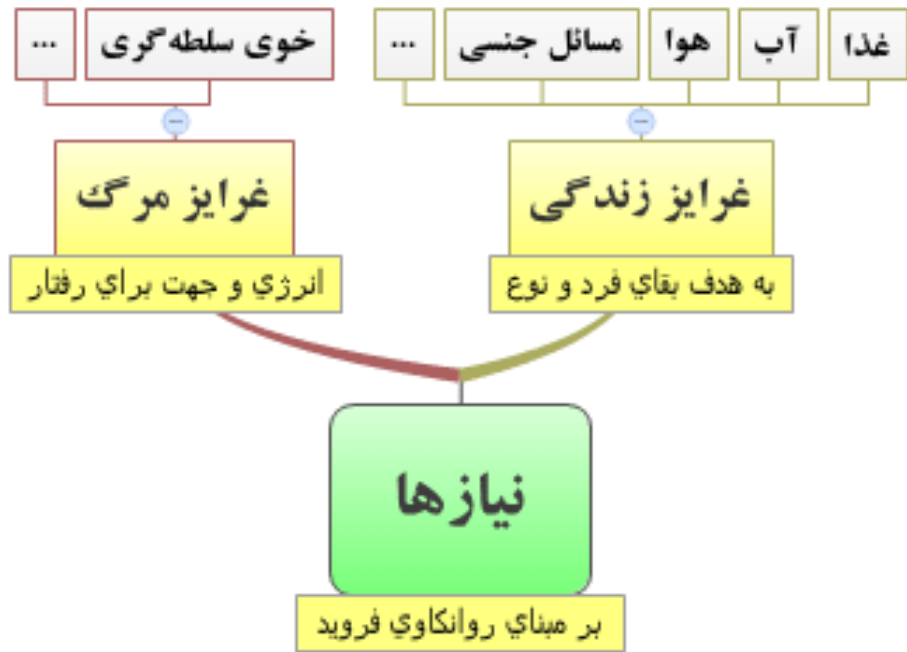 غذا
آب
هوا
مسائل جنسی
...
خوی سلطه‌گری
...
غرایز زندگی
به هدف بقاي فرد و نوع
غرایز مرگ
انرژي و جهت براي رفتار
نیازها
بر مبناي روانكاوي فرويد